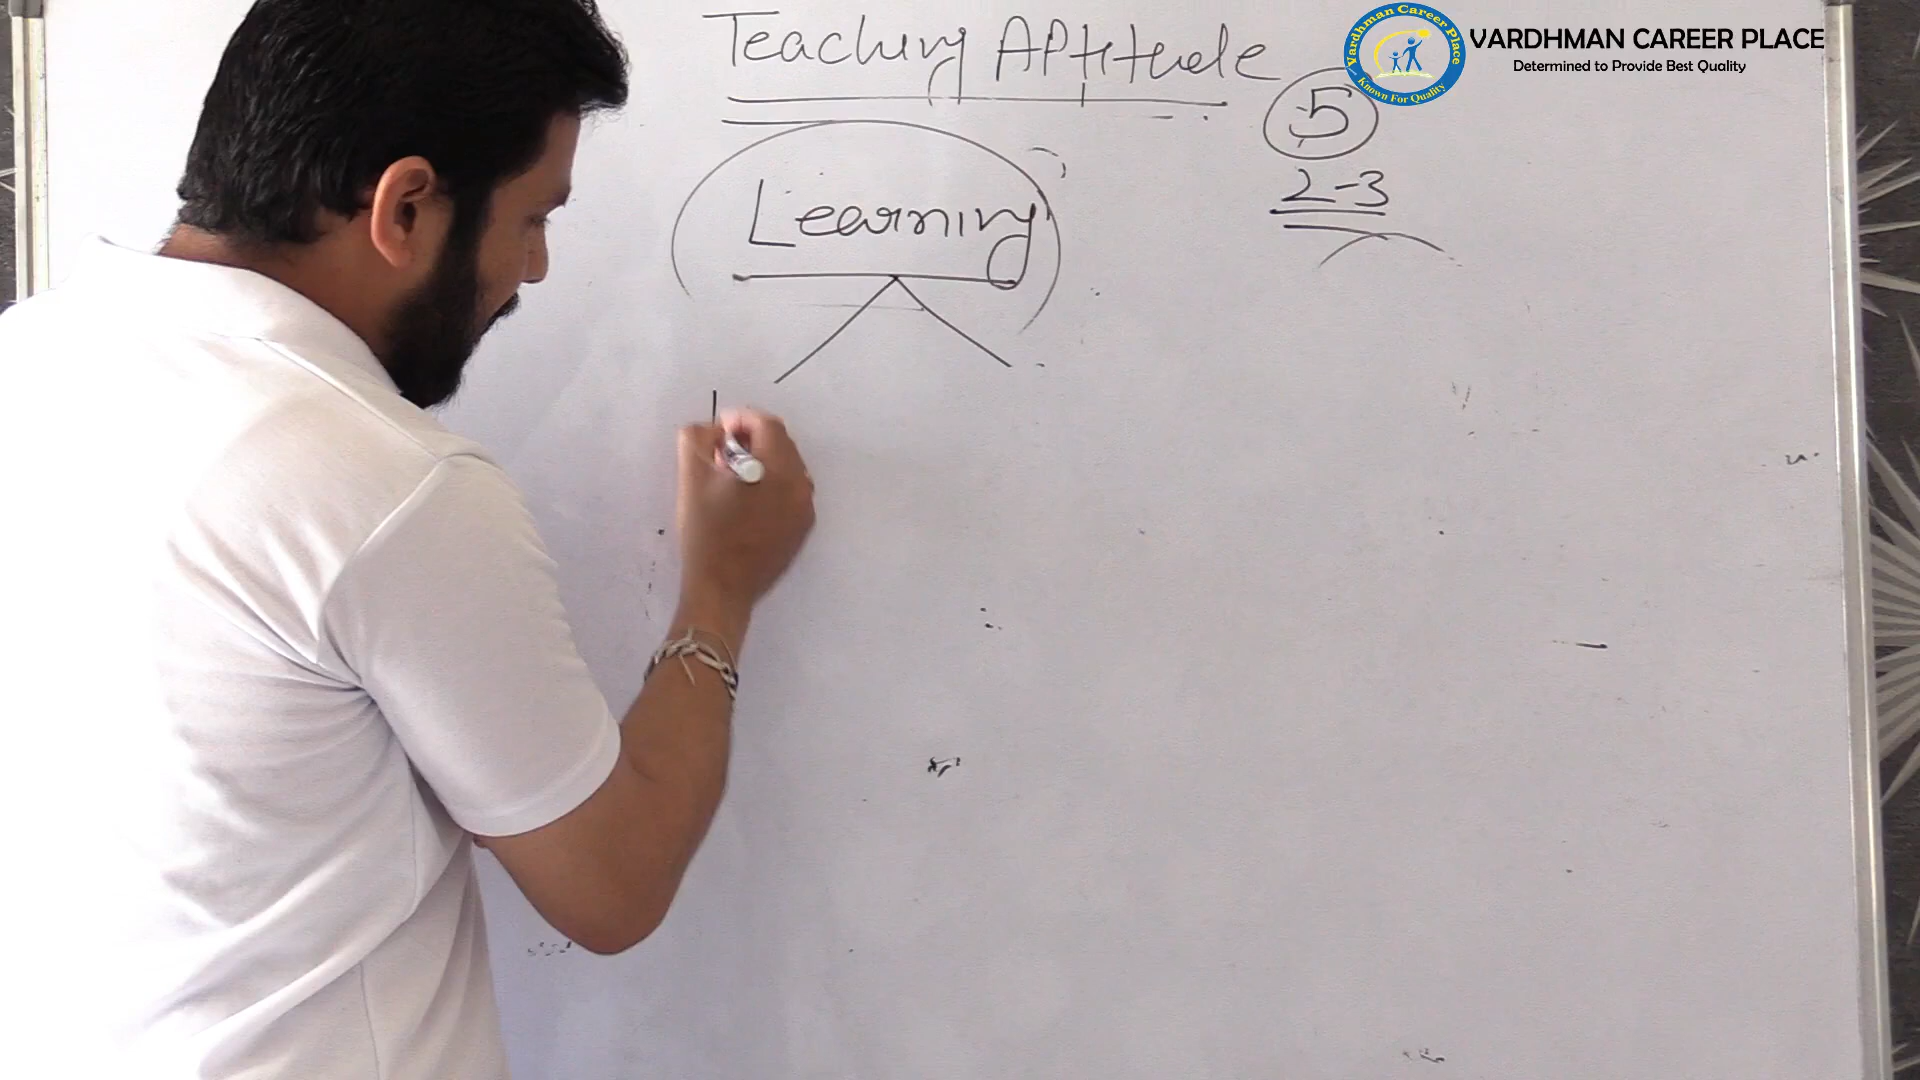 Teaching Aptitude
5
2-3
Learning
Vardhman Career Place
Known For Quality
VARDHMAN CAREER PLACE
Determined to Provide Best Quality